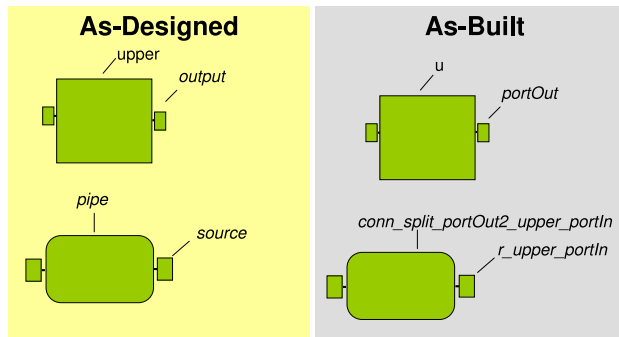 As-Designed
upper
output
pipe
source
As-Built
u
portOut
conn_split_portOut2_upper_portIn
r_upper_portIn